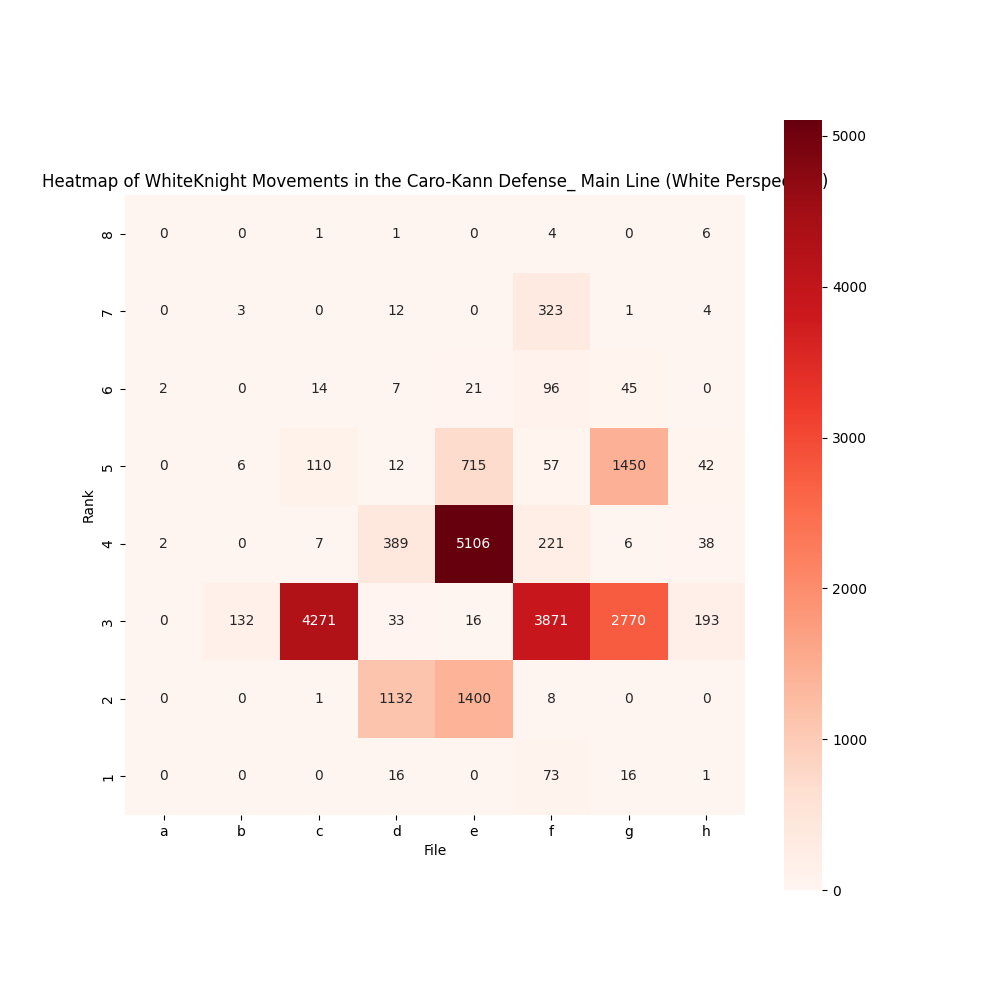 Heatmap of WhiteKnight Movements in the Caro-Kann Defense_ Main Line (White
8 0 0 1 1 0 4 0 6
7 0 3 0 12 0 323 1 4
6 2 0 14 7 21 96 45 0
5 0 6 110 12 715 57 1450 42
Rank
4 2 0 7 389 5106 221 6 38
3 0 132 4271 33 16 3871 2770 193
2 0 0 1 1132 1400 8 0 0
1 0 0 0 16 0 73 16 1
a b c d e f g h
File
5000
4000
3000
2000
1000
0